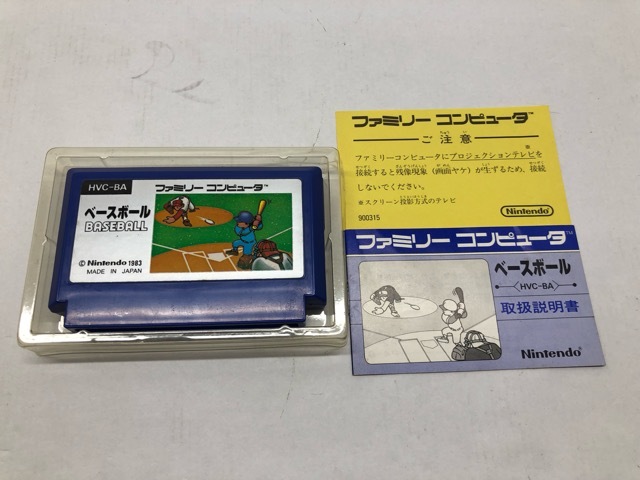 HVC-BA
ファミリー コンピュータ™
ベースボール
BASEBALL
© Nintendo 1983
MADE IN JAPAN
ファミリー コンピュータ™
ご注意
ファミリーコンピュータにプロジェクションテレビを※
接続すると残像現象(画面ヤケ)が生ずるため、接続
しないでください。
※スクリーン投影方式のテレビ
900315
Nintendo
ファミリー コンピュータ™
ベースボール
HVC-BA
取扱説明書
Nintendo